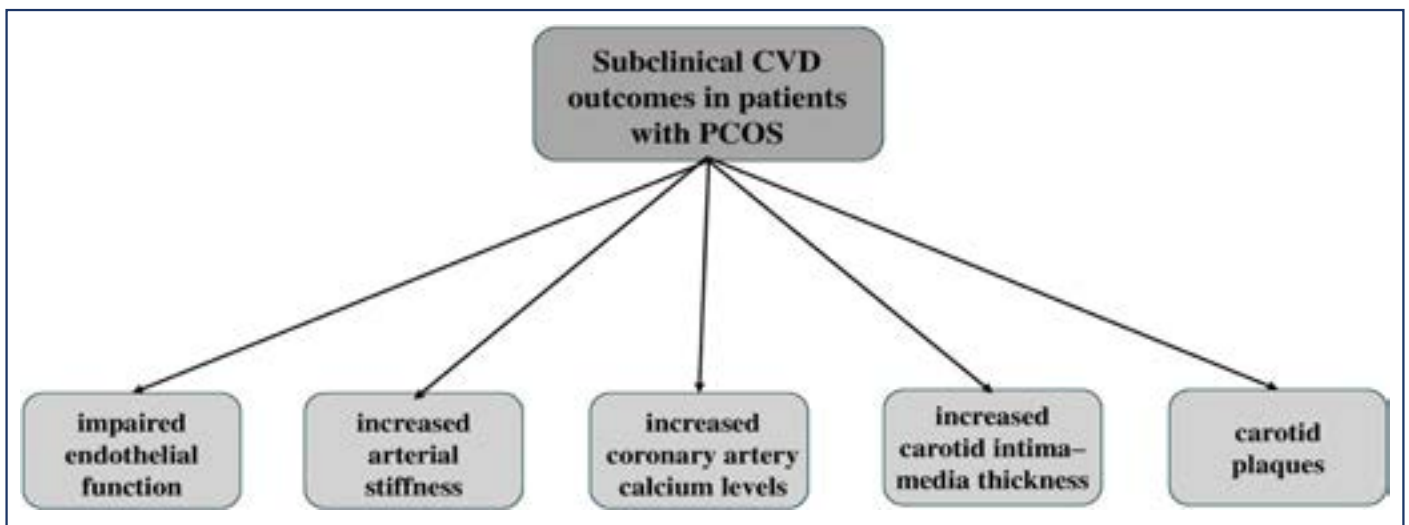 Subclinical CVD
outcomes in patients
with PCOS
impaired
endothelial
function
increased
arterial
stiffness
increased
coronary artery
calcium levels
increased
carotid intima–
media thickness
carotid
plaques